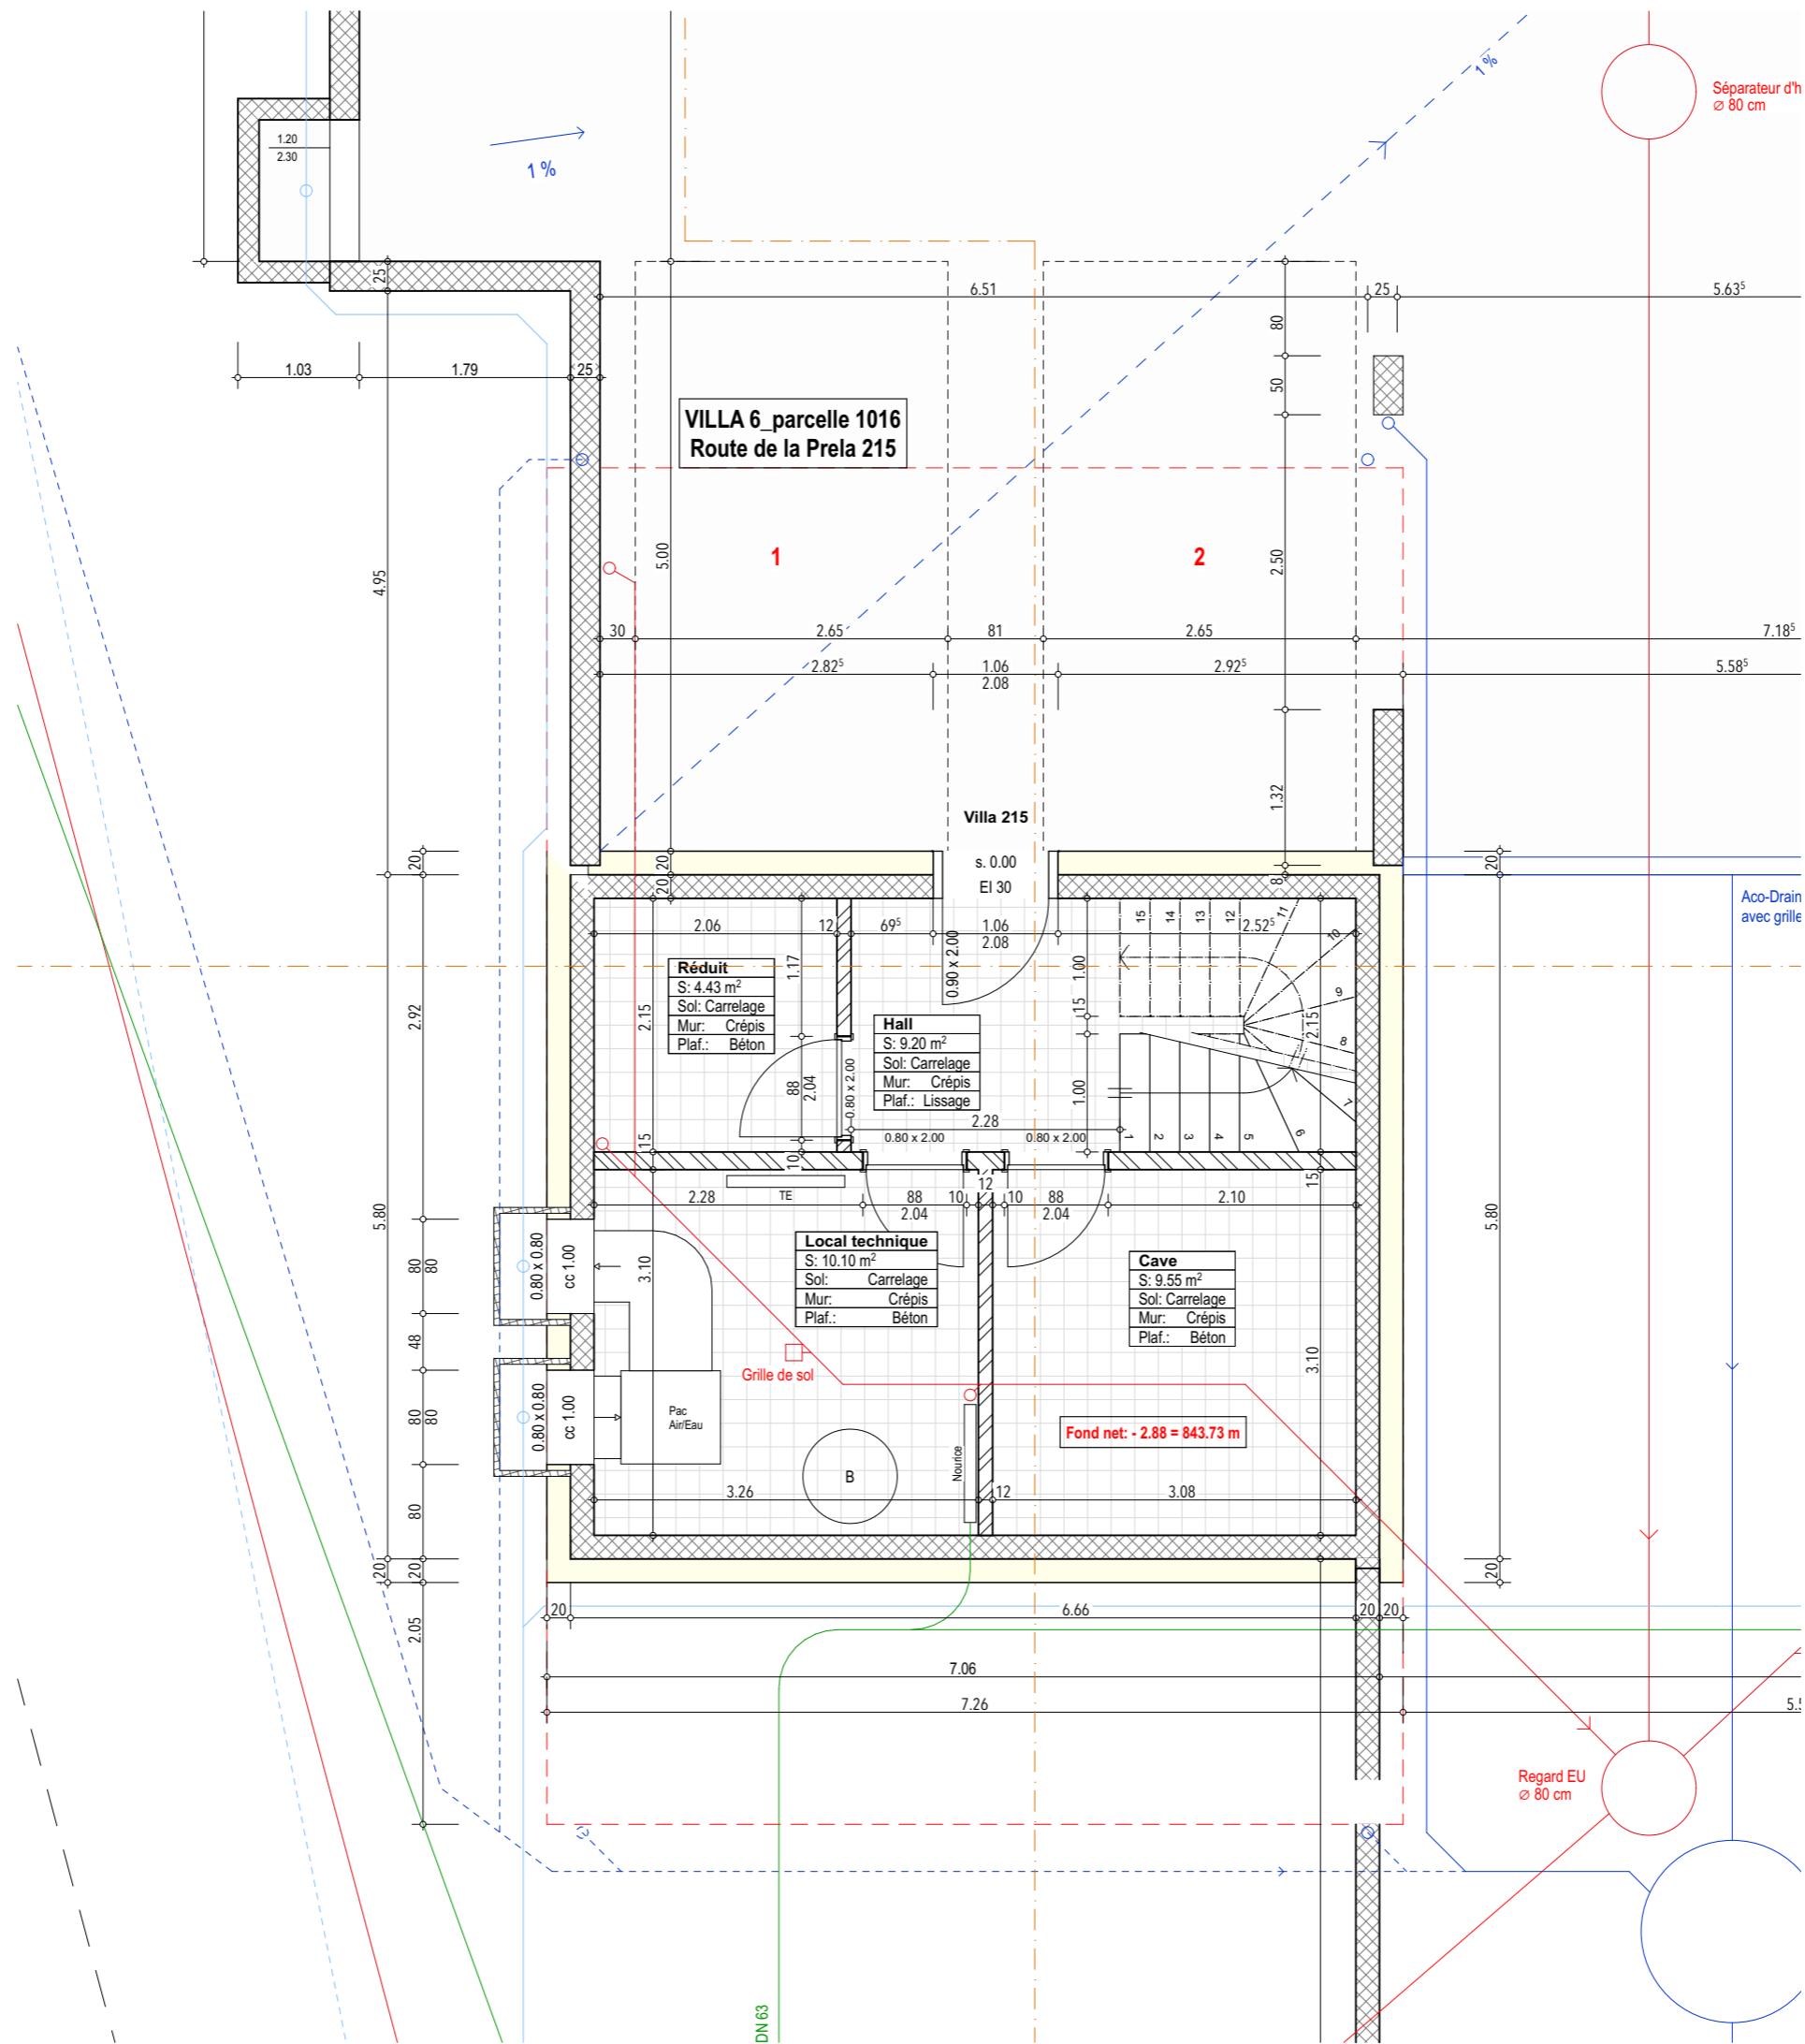 1 %
Séparateur d'h
Ø 80 cm
1.20
2.30
1 %
25
6.51
25
5.63⁵
80
1.03
1.79
25
50
VILLA 6_parcelle 1016
Route de la Prela 215
5.00
1
2
2.50
4.95
30
2.65
81
2.65
7.18⁵
2.82⁵
1.06
2.92⁵
5.58⁵
2.08
1.32
Villa 215
20
20
s. 0.00
20
20
8
EI 30
Aco-Drain
avec grille
2.06
12
69⁵
1.06
2.08
2.52⁵
15
14
13
12
11
10
9
8
7
6
5
4
3
2
1
0.90 x 2.00
1.17
1.00
15
1.00
2.15
2.15
2.92
Réduit
S: 4.43 m²
Sol: Carrelage
Mur: Crépis
Plaf.: Béton
Hall
S: 9.20 m²
Sol: Carrelage
Mur: Crépis
Plaf.: Lissage
88
2.04
0.80 x 2.00
2.28
0.80 x 2.00
0.80 x 2.00
15
10
15
12
TE
2.28
88
2.04
10
10
88
2.04
2.10
5.80
5.80
0.80 x 0.80
cc 1.00
80
80
3.10
Local technique
S: 10.10 m²
Sol: Carrelage
Mur: Crépis
Plaf.: Béton
Cave
S: 9.55 m²
Sol: Carrelage
Mur: Crépis
Plaf.: Béton
48
3.10
Grille de sol
0.80 x 0.80
cc 1.00
80
80
Pac
Air/Eau
Fond net: - 2.88 = 843.73 m
Nourice
B
3.26
12
3.08
80
20
20
20
20
6.66
20
20
2.05
7.06
7.26
5.5
Regard EU
Ø 80 cm
DN 63